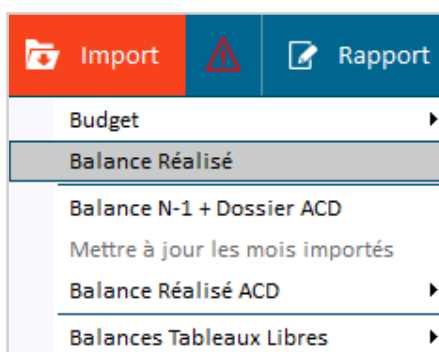 Import Rapport
Budget
Balance Réalisé
Balance N-1 + Dossier ACD
Mettre à jour les mois importés
Balance Réalisé ACD
Balances Tableaux Libres